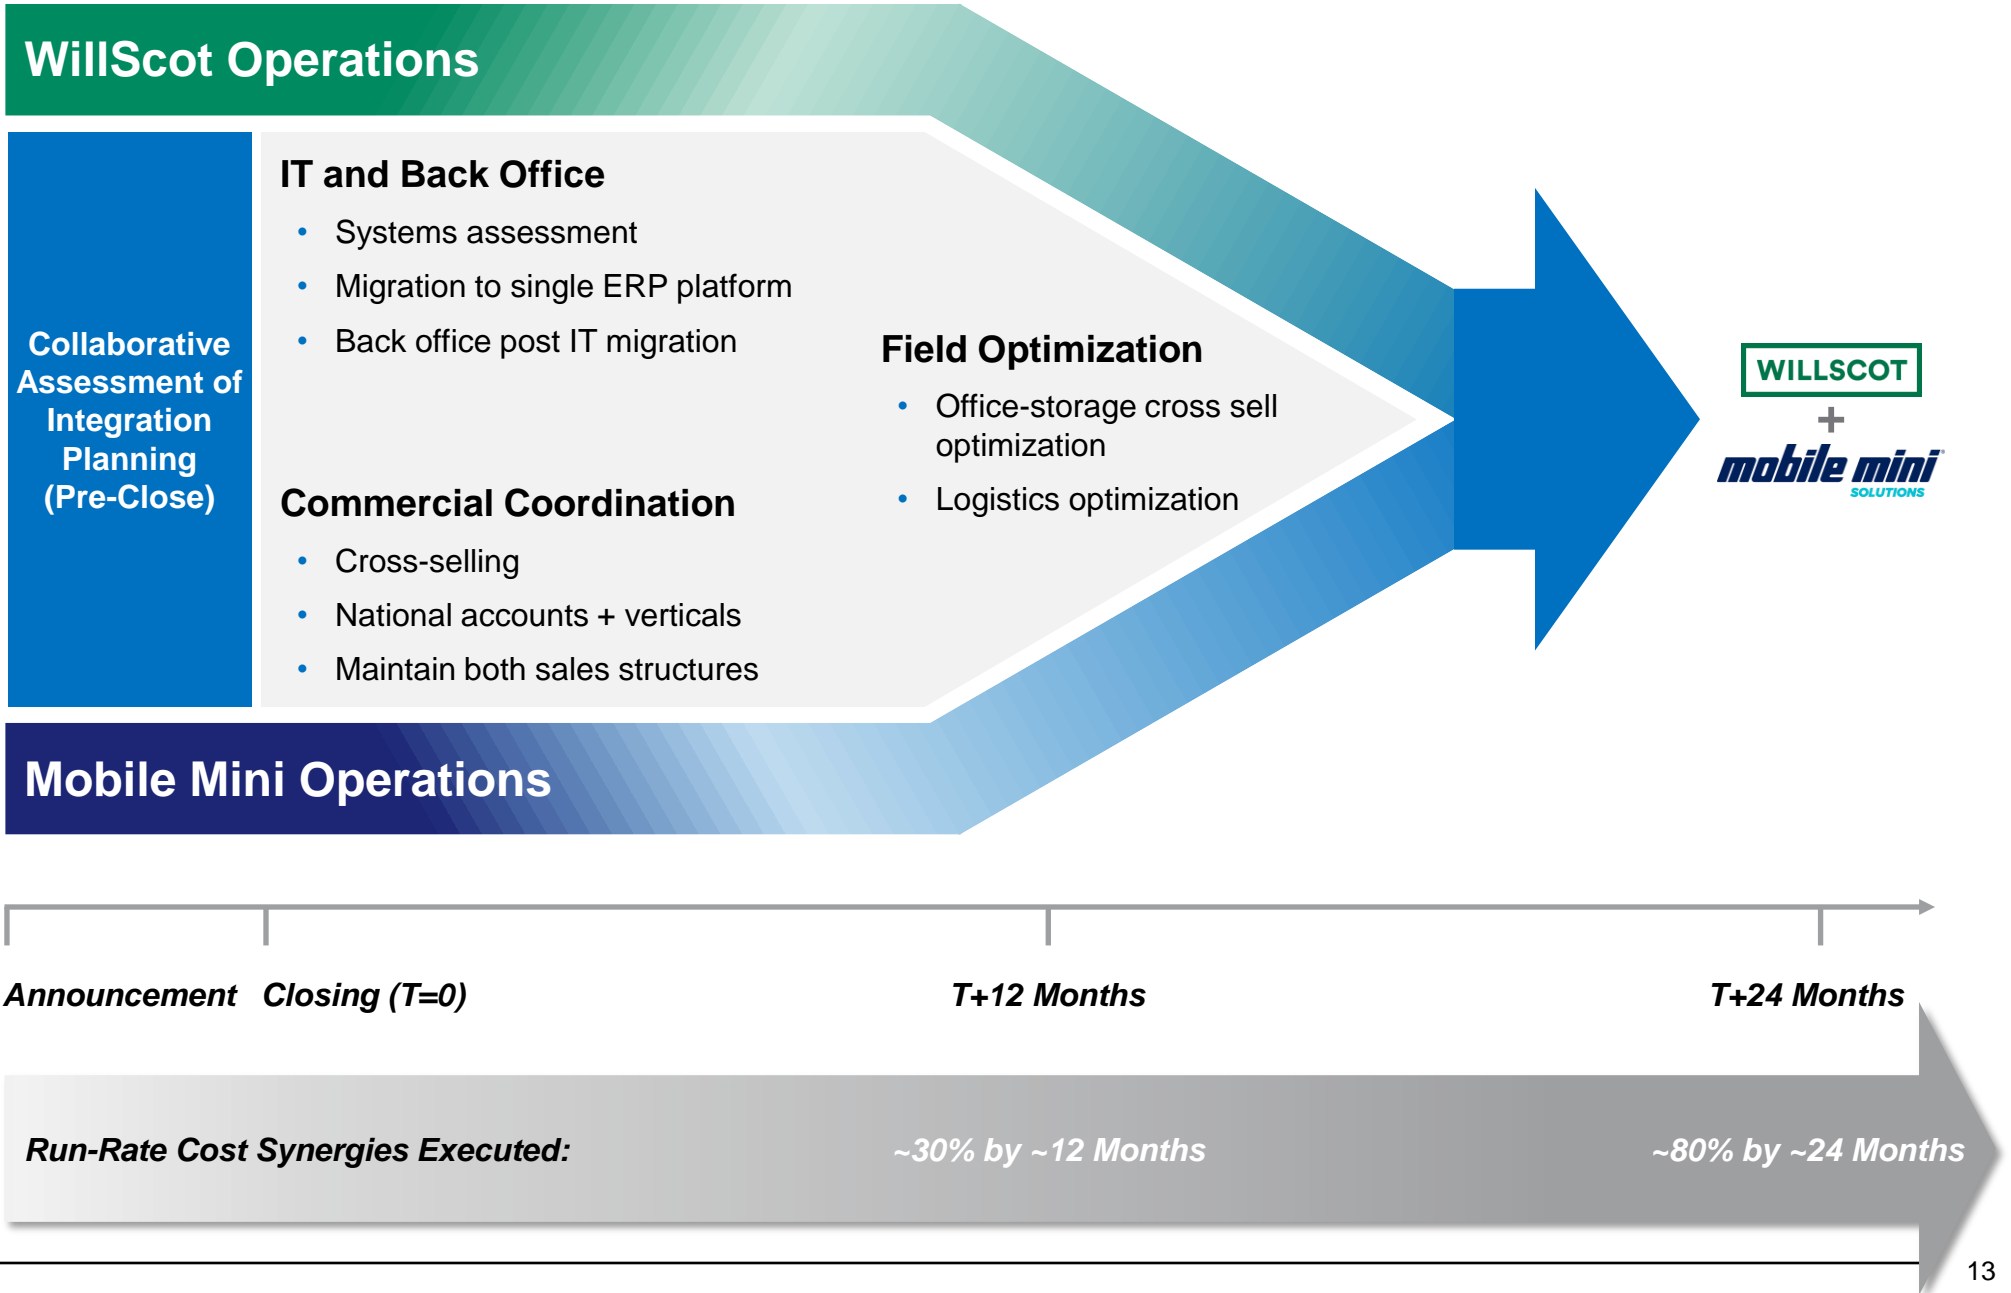 WillScot Operations
Collaborative
Assessment of
Integration
Planning
(Pre-Close)
IT and Back Office
• Systems assessment
• Migration to single ERP platform
• Back office post IT migration
Commercial Coordination
• Cross-selling
• National accounts + verticals
• Maintain both sales structures
Field Optimization
• Office-storage cross sell
optimization
• Logistics optimization
WILLSCOT
+
mobile mini
SOLUTIONS
Mobile Mini Operations
Announcement Closing (T=0) T+12 Months T+24 Months
Run-Rate Cost Synergies Executed: ~30% by ~12 Months ~80% by ~24 Months
13